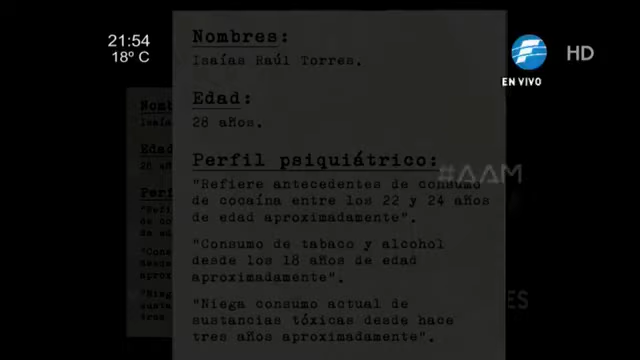 21:54
18º C
EN VIVO
HD
Nombres:
Isaías Raúl Torres.
Edad:
28 años.
Perfil psiquiátrico:
#AAM
"Refiere antecedentes de consumo
de cocaína entre los 22 y 24 años
de edad aproximadamente".
"Consumo de tabaco y alcohol
desde los 18 años de edad
aproximadamente".
"Niega consumo actual de
sustancias tóxicas desde hace
tres años aproximadamente".